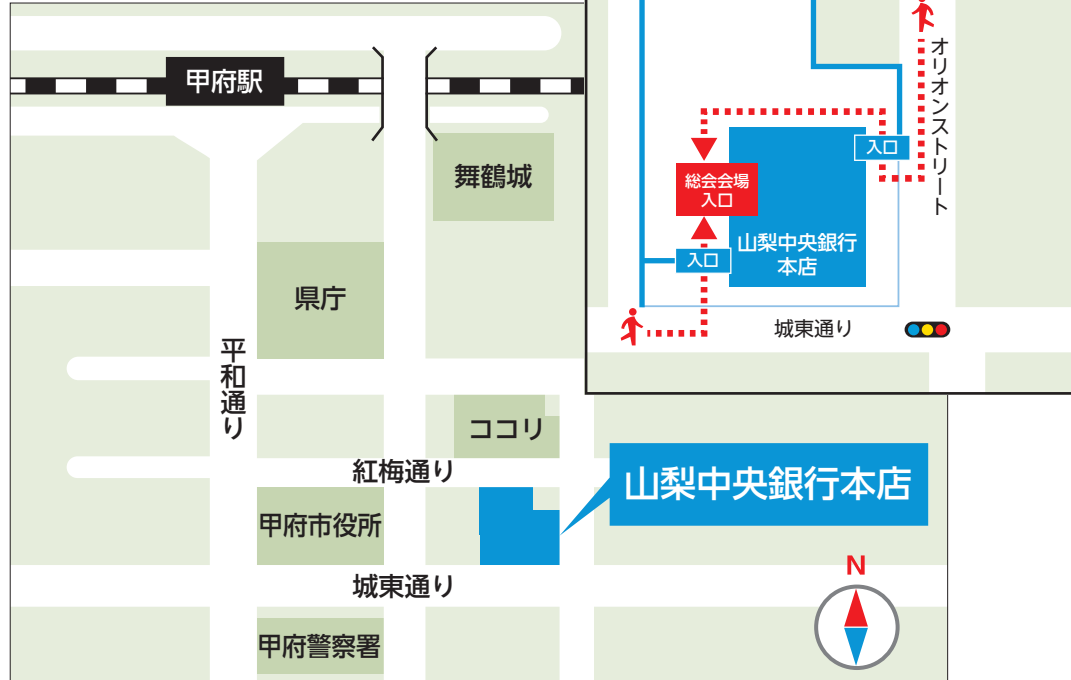 甲府駅
舞鶴城
県庁
平和通り
ココリ
紅梅通り
甲府市役所
山梨中央銀行本店
城東通り
甲府警察署
N
オリオンストリート
入口
総会会場
入口
山梨中央銀行
本店
入口
城東通り